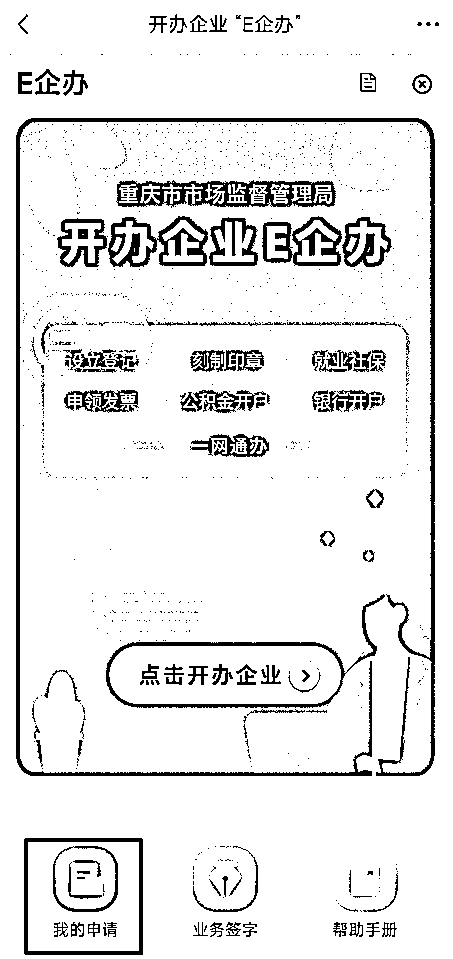 开办企业 “E企办”
E企办
重庆市市场监督管理局
开办企业E企办
设立登记 刻制印章 就业社保
申领发票 公积金开户 银行开户
一网通办
点击开办企业
我的申请 业务签字 帮助手册